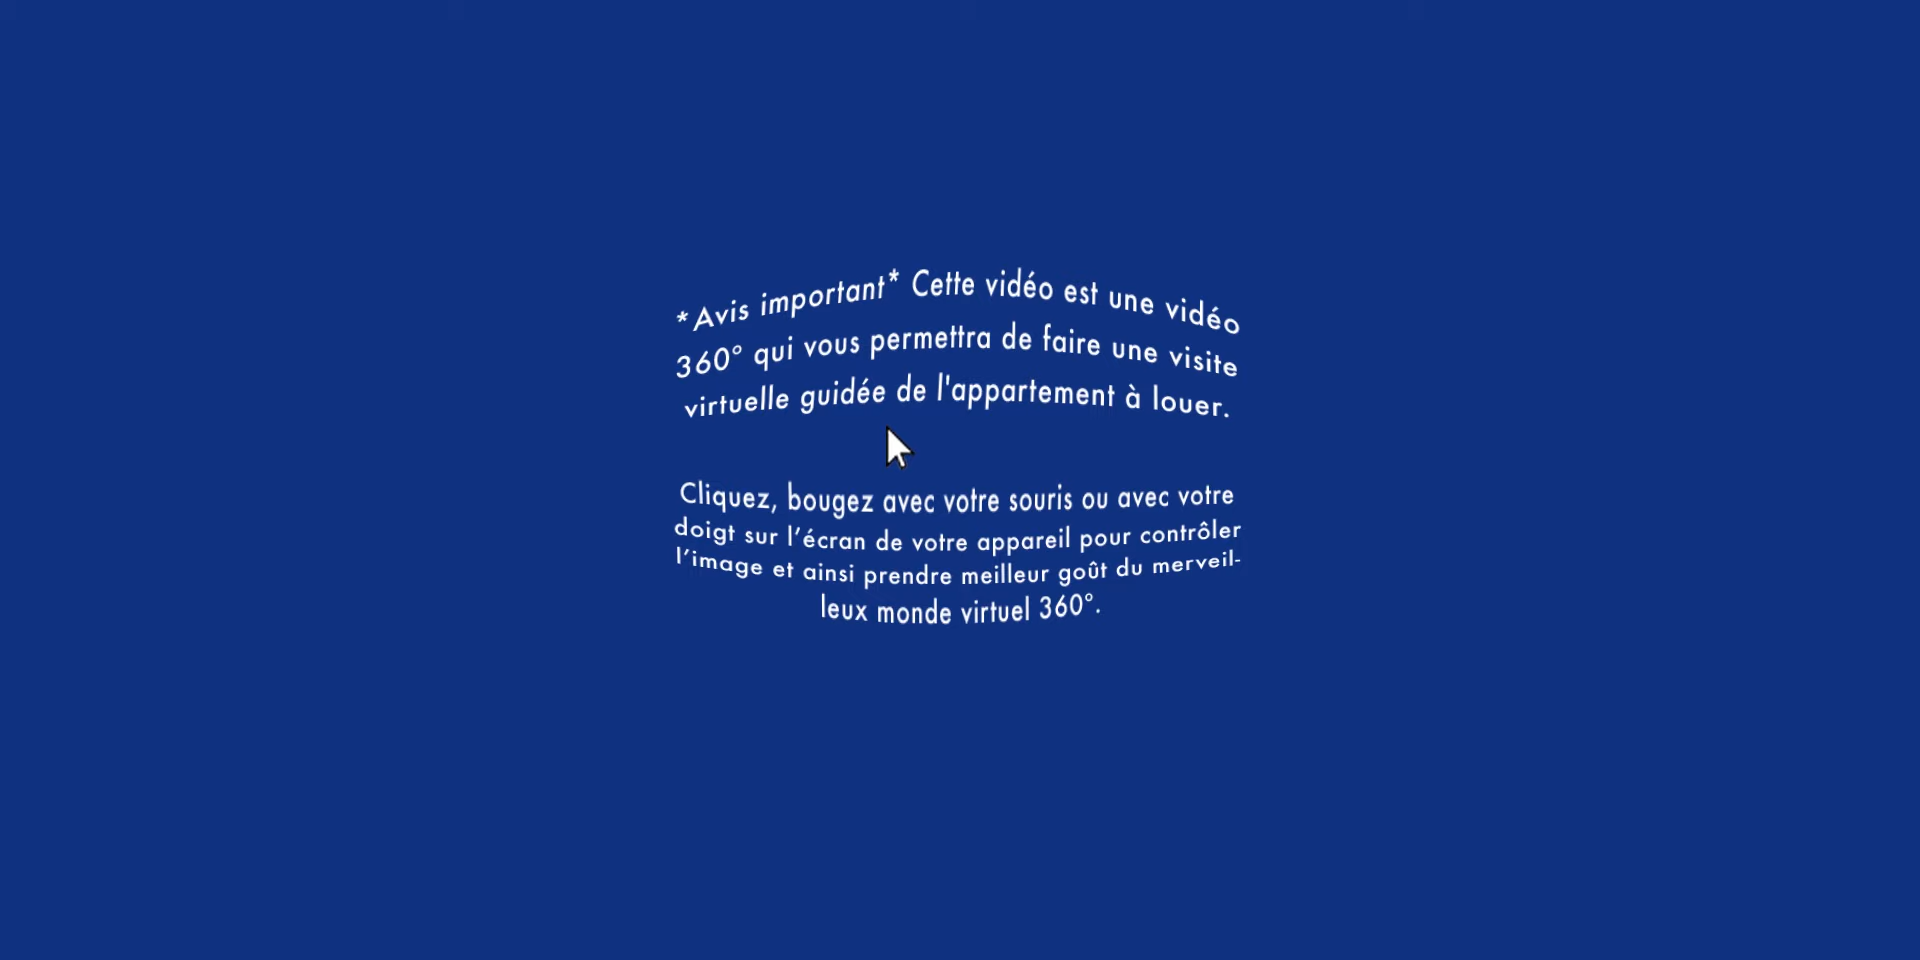 *Avis important* Cette vidéo est une vidéo
360° qui vous permettra de faire une visite
virtuelle guidée de l'appartement à louer.
Cliquez, bougez avec votre souris ou avec votre
doigt sur l’écran de votre appareil pour contrôler
l’image et ainsi prendre meilleur goût du merveil-
leux monde virtuel 360°.